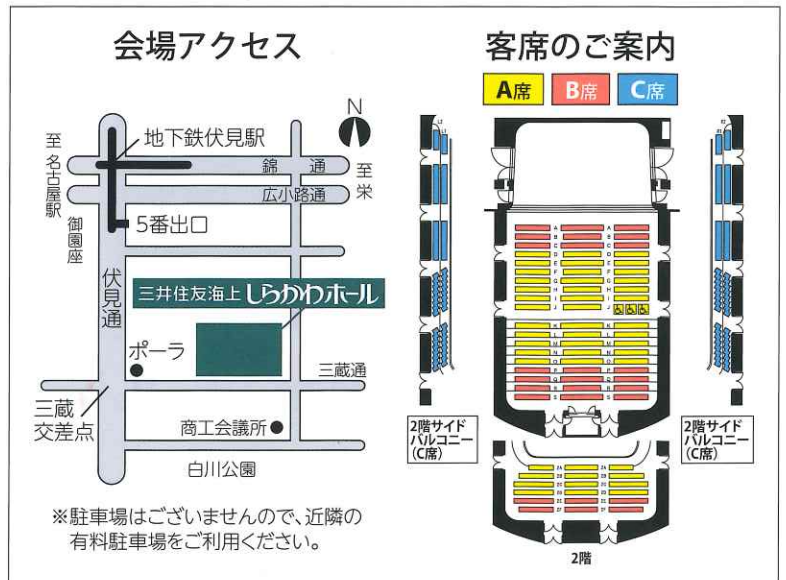 会場アクセス
N
地下鉄伏見駅
至名古屋駅
錦通
至栄
広小路通
5番出口
御園座
伏見通
三井住友海上しらかわホール
ポーラ
三蔵通
三蔵
交差点
商工会議所
白川公園
※駐車場はございませんので、近隣の
有料駐車場をご利用ください。
客席のご案内
A席 B席 C席
A A
B B
C C
D D
E E
F F
G G
H H
I I
J J
K K
L L
M M
N N
O O
P P
Q Q
R R
S S
2階サイド
バルコニー
(C席)
2階サイド
バルコニー
(C席)
2階